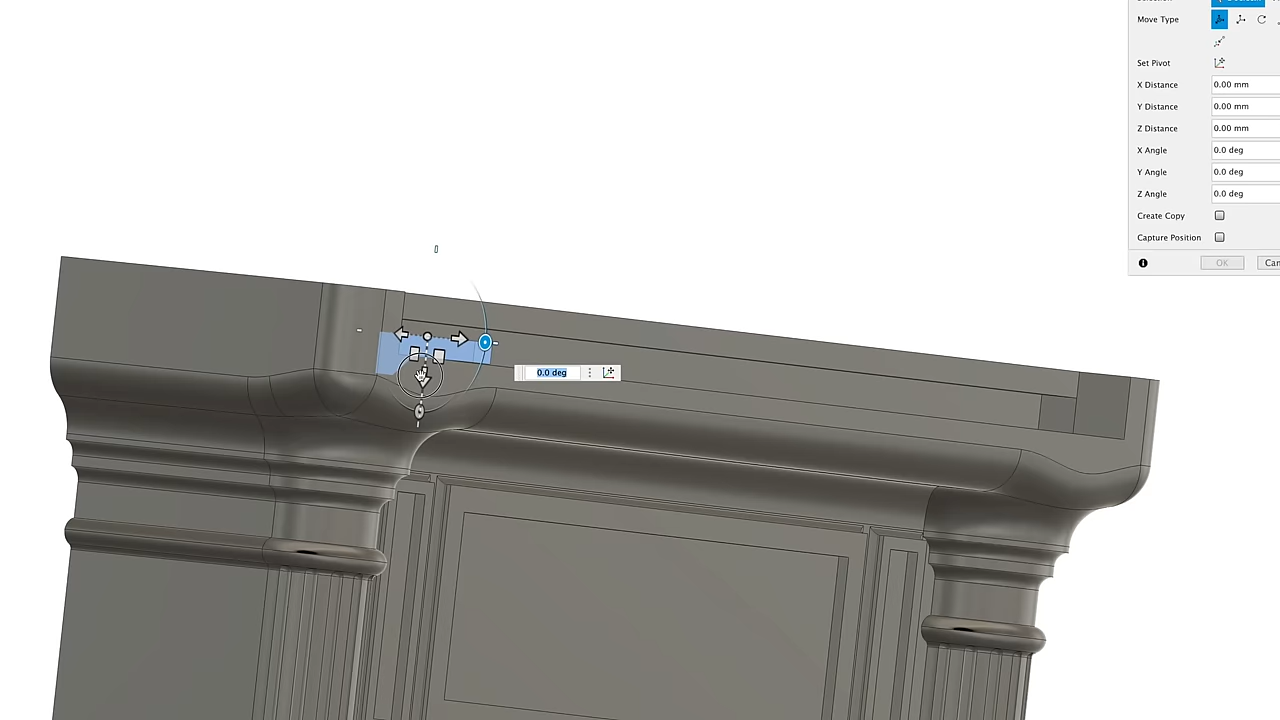 Move Type
Set Pivot
X Distance 0.00 mm
Y Distance 0.00 mm
Z Distance 0.00 mm
X Angle 0.0 deg
Y Angle 0.0 deg
Z Angle 0.0 deg
Create Copy
Capture Position
OK
0.0 deg